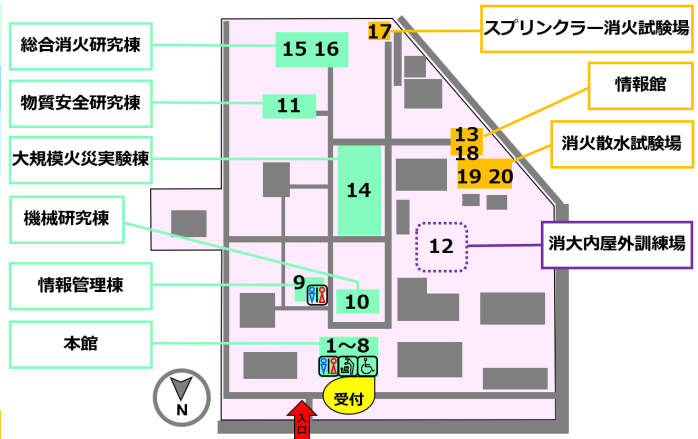 総合消火研究棟
物質安全研究棟
大規模火災実験棟
機械研究棟
情報管理棟
本館
スプリンクラー消火試験場
情報館
消火散水試験場
消大内屋外訓練場
17
15 16
11
13
18
19 20
14
12
9
10
1～8
受付
入口
N